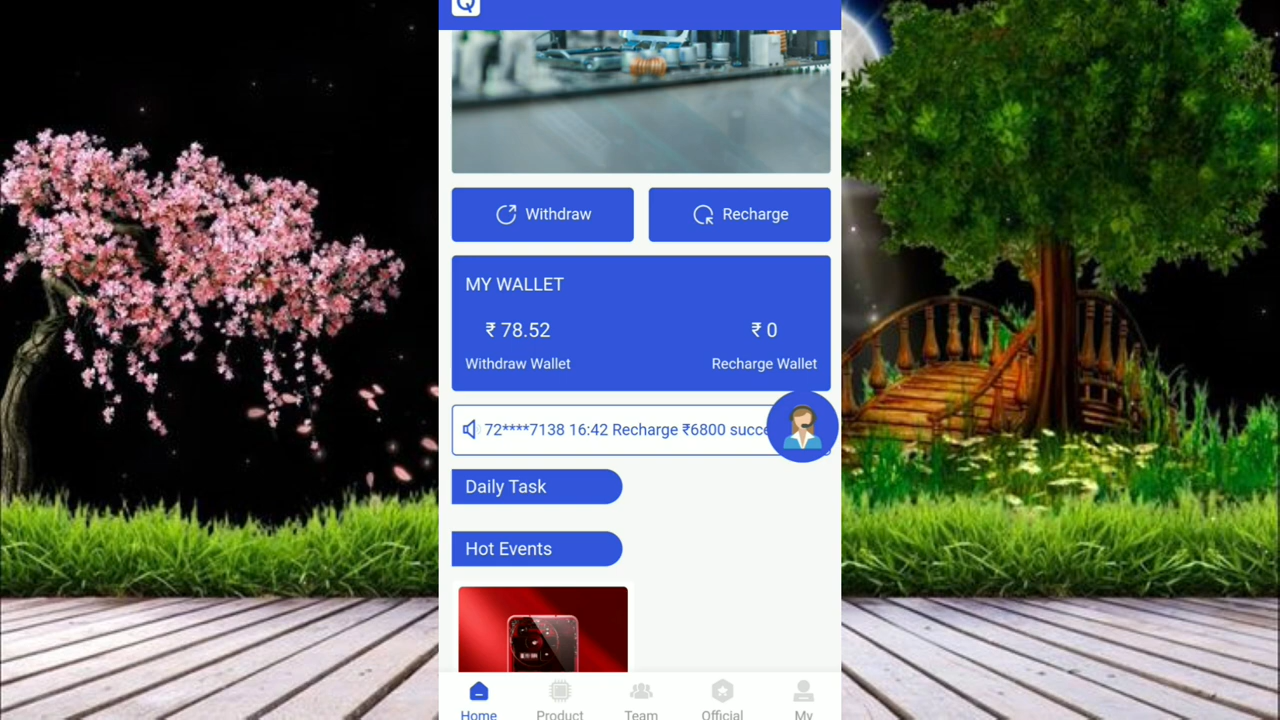 Withdraw
Recharge
MY WALLET
₹ 78.52
₹ 0
Withdraw Wallet
Recharge Wallet
72****7138 16:42 Recharge ₹6800 succe
Daily Task
Hot Events
Home
Product
Team
Official
My